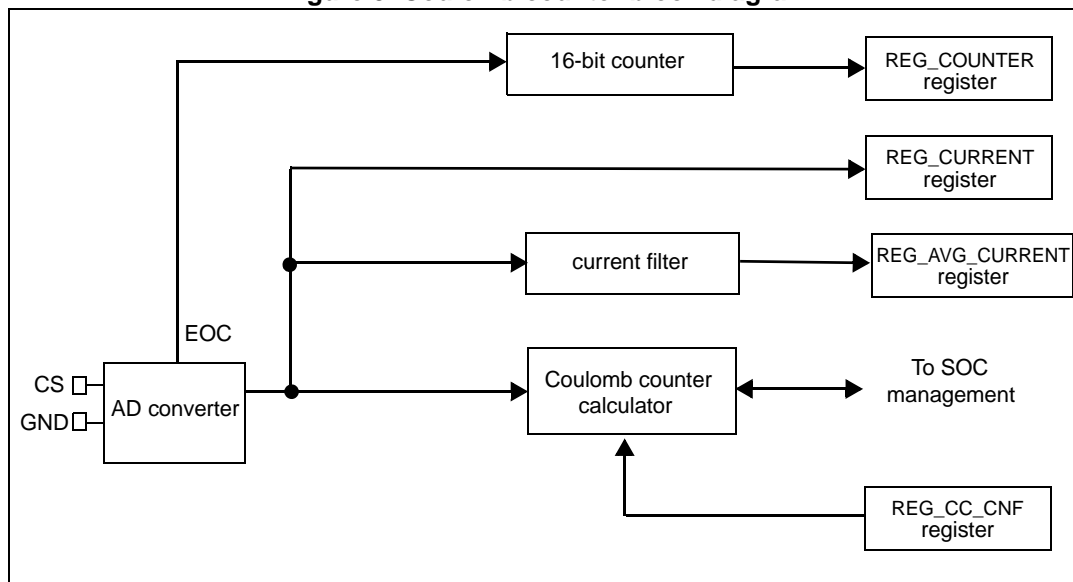 16-bit counter
REG_COUNTER
register
REG_CURRENT
register
current filter
REG_AVG_CURRENT
register
EOC
CS
GND
AD converter
Coulomb counter
calculator
To SOC
management
REG_CC_CNF
register